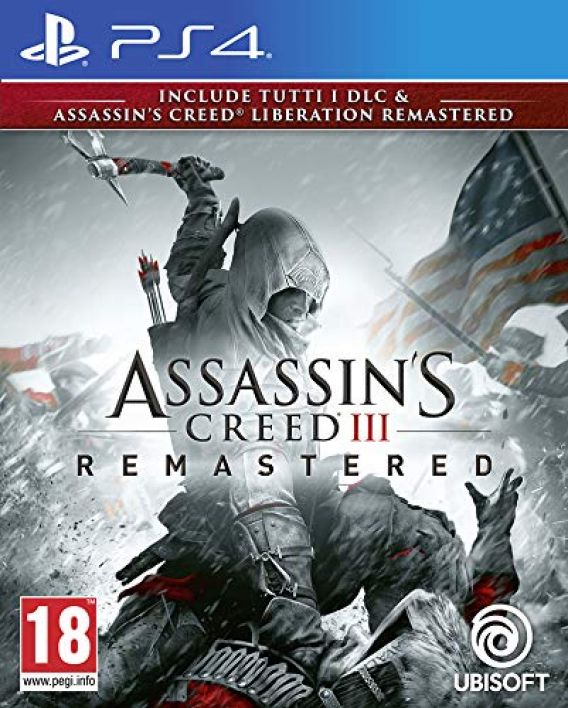 PS4
INCLUDE TUTTI I DLC &
ASSASSIN'S CREED® LIBERATION REMASTERED
ASSASSIN'S
CREED® III
REMASTERED
18
www.pegi.info
UBISOFT